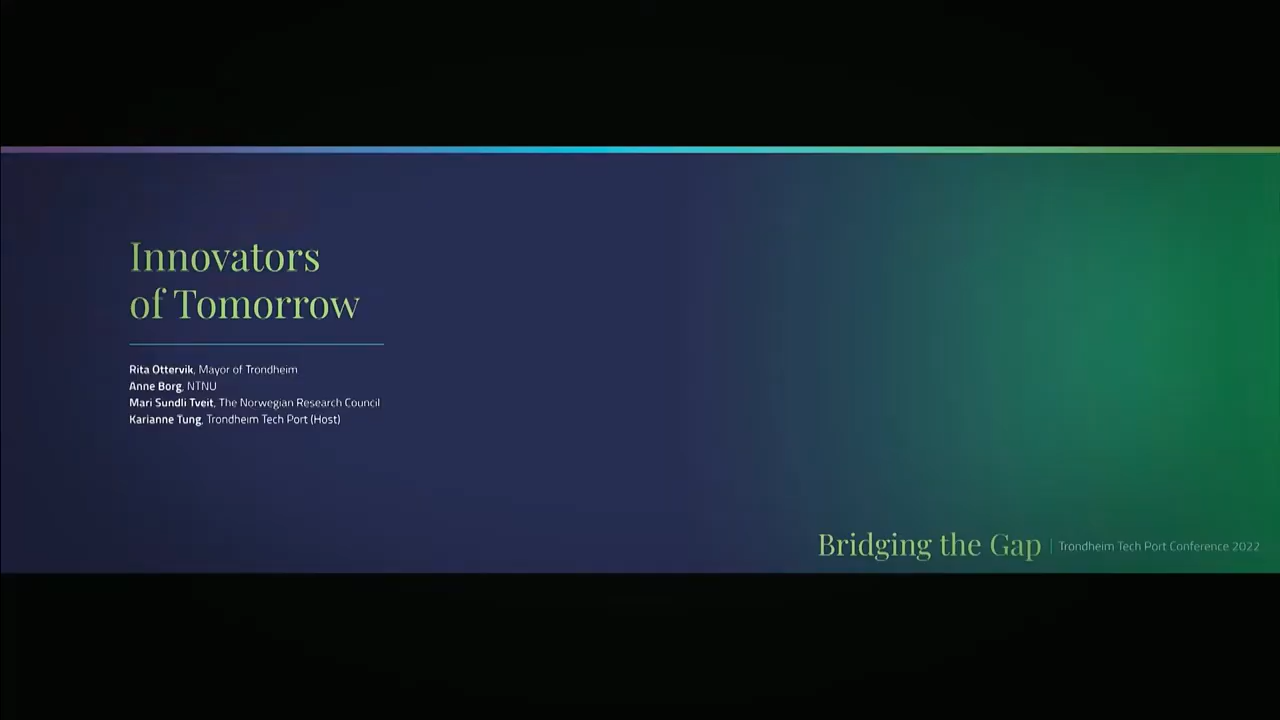 Innovators
of Tomorrow
Rita Ottervik, Mayor of Trondheim
Anne Borg, NTNU
Mari Sundli Tveit, The Norwegian Research Council
Karianne Tung, Trondheim Tech Port (Host)
Bridging the Gap | Trondheim Tech Port Conference 2022